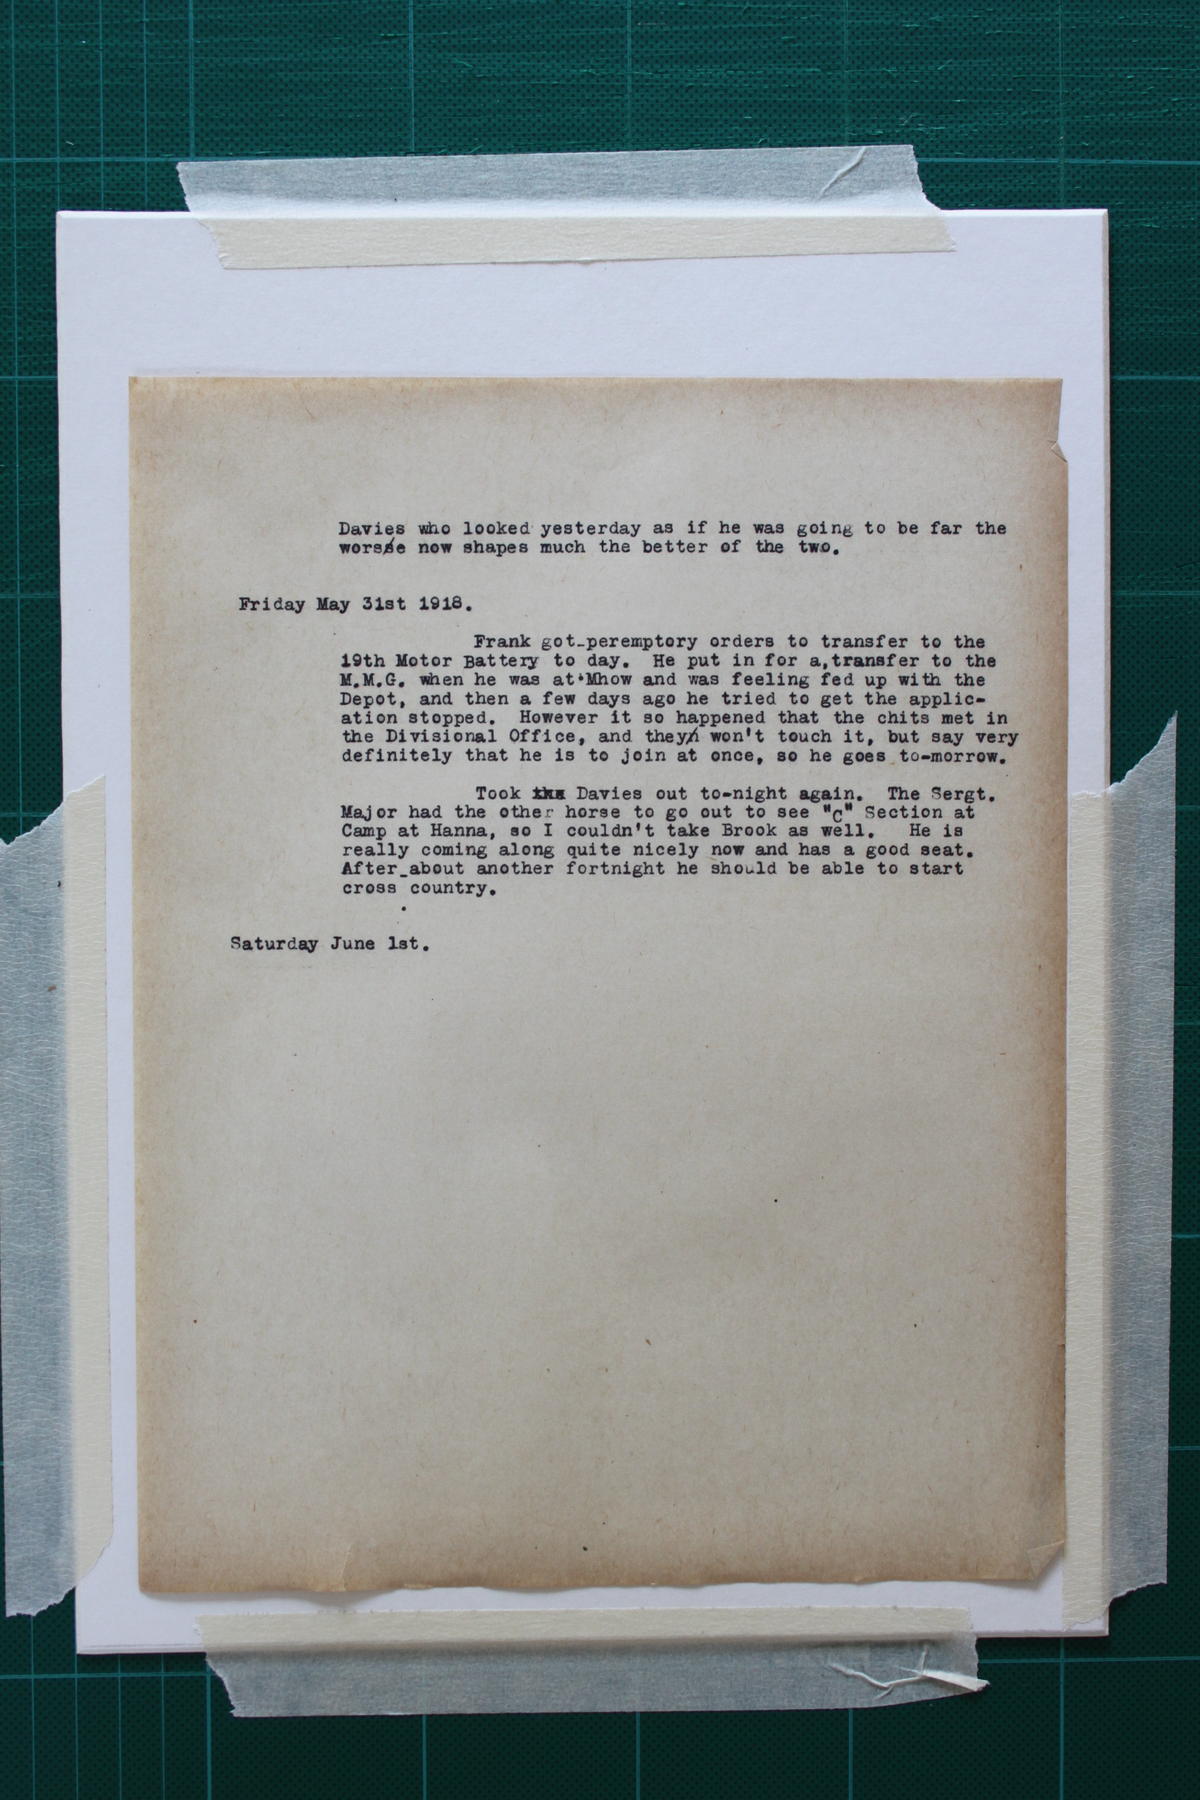 Davies who looked yesterday as if he was going to be far the
worse now shapes much the better of the two.
Friday May 31st 1918.
Frank got peremptory orders to transfer to the
19th Motor Battery to day. He put in for a transfer to the
M.M.G. when he was at Mhow and was feeling fed up with the
Depot, and then a few days ago he tried to get the applic-
ation stopped. However it so happened that the chits met in
the Divisional Office, and they won't touch it, but say very
definitely that he is to join at once, so he goes to-morrow.
Took Davies out to-night again. The Sergt.
Major had the other horse to go out to see "C" Section at
Camp at Hanna, so I couldn't take Brook as well. He is
really coming along quite nicely now and has a good seat.
After about another fortnight he should be able to start
cross country.
Saturday June 1st.